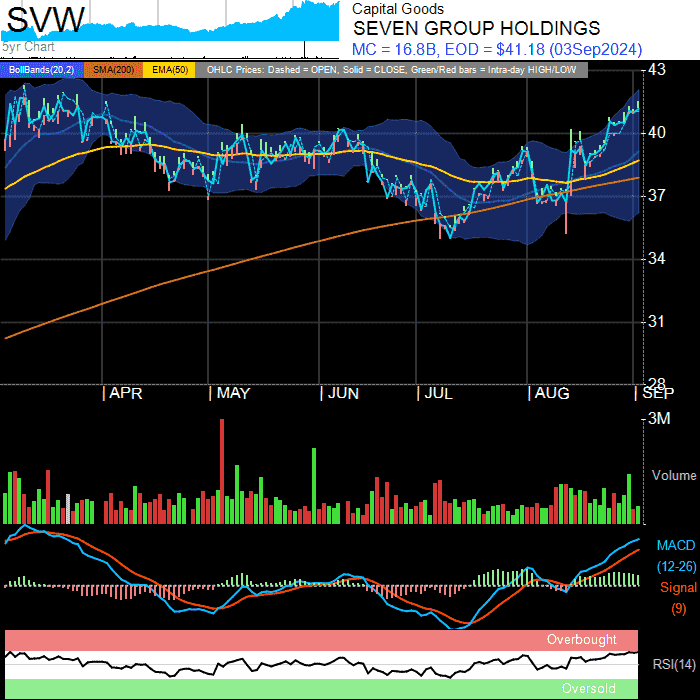 SVW
5yr Chart
Capital Goods
SEVEN GROUP HOLDINGS
MC = 16.8B, EOD = $41.18 (03Sep2024)
BollBands(20,2) SMA(200) EMA(50) OHLC Prices: Dashed = OPEN, Solid = CLOSE, Green/Red bars = Intra-day HIGH/LOW
43
40
37
34
31
28
APR MAY JUN JUL AUG SEP
3M
Volume
MACD
(12-26)
Signal
(9)
Overbought
RSI(14)
Oversold